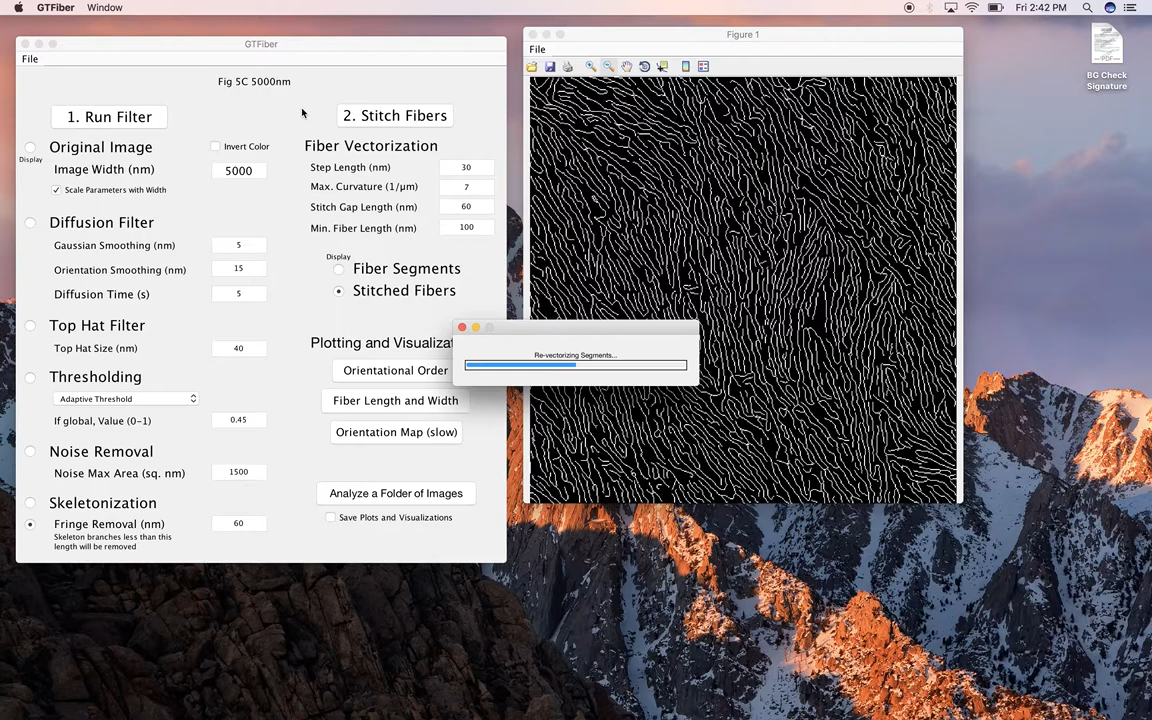 GTFiber Window Fri 2:42 PM
GTFiber
File
Fig 5C 5000nm
1. Run Filter
Display
Original Image
Invert Color
Image Width (nm) 5000
Scale Parameters with Width
Diffusion Filter
Gaussian Smoothing (nm) 5
Orientation Smoothing (nm) 15
Diffusion Time (s) 5
Top Hat Filter
Top Hat Size (nm) 40
Thresholding
Adaptive Threshold
If global, Value (0-1) 0.45
Noise Removal
Noise Max Area (sq. nm) 1500
Skeletonization
Fringe Removal (nm) 60
Skeleton branches less than this
length will be removed
2. Stitch Fibers
Fiber Vectorization
Step Length (nm) 30
Max. Curvature (1/µm) 7
Stitch Gap Length (nm) 60
Min. Fiber Length (nm) 100
Display
Fiber Segments
Stitched Fibers
Plotting and Visualizat
Orientational Order
Fiber Length and Width
Orientation Map (slow)
Analyze a Folder of Images
Save Plots and Visualizations
Re-vectorizing Segments...
Figure 1
File
PDF
BG Check
Signature